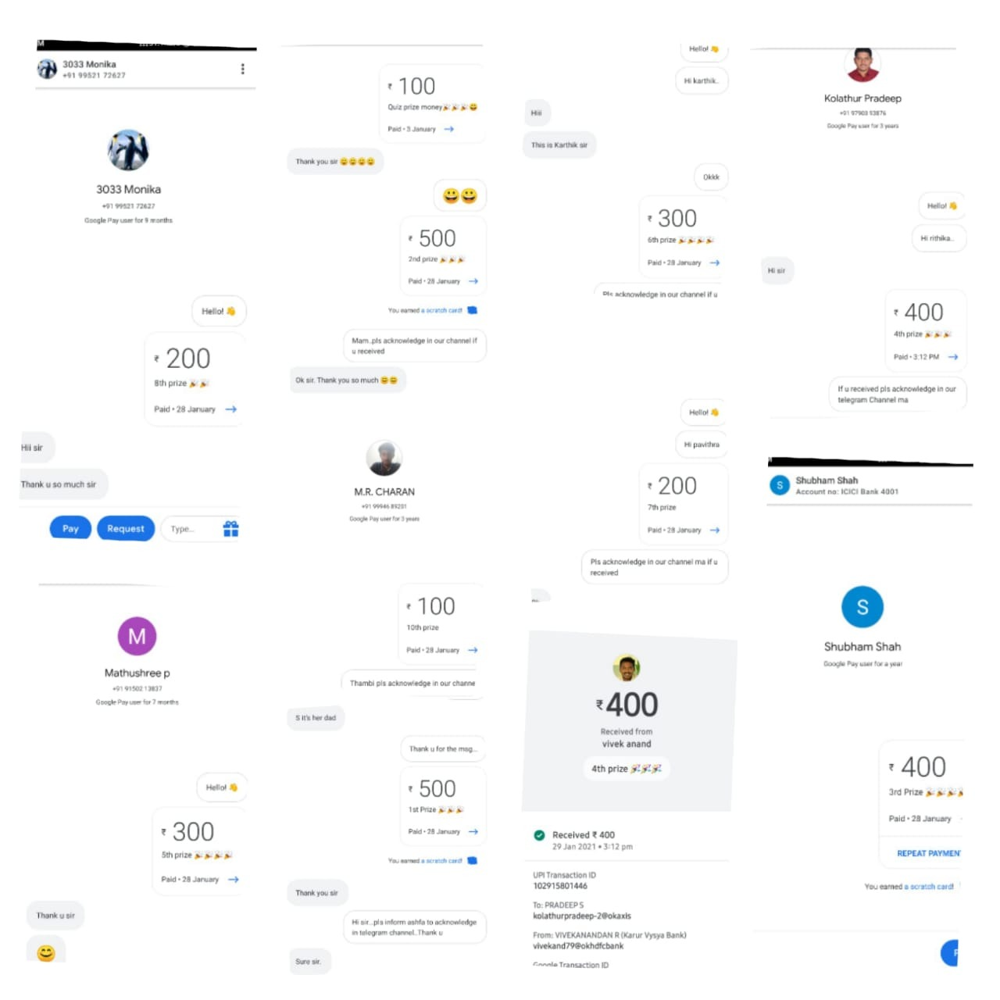 3033 Monika
+91 99521 72627
3033 Monika
+91 99521 72627
Google Pay user for 9 months
Hello! 👋
₹ 200
8th prize 🎉🎉
Paid • 28 January →
Hii sir
Thank u so much sir
Pay
Request
Type...
M
Mathushree p
+91 91502 13837
Google Pay user for 7 months
Hello! 👋
₹ 300
5th prize 🎉🎉🎉🎉
Paid • 28 January →
Thank u sir
😊
₹ 100
Quiz prize money🎉🎉🎉😀
Paid • 3 January →
Thank you sir 😀😀😀😀
😀😀
₹ 500
2nd prize 🎉🎉🎉
Paid • 28 January →
You earned a scratch card!
Mam..pls acknowledge in our channel if
u received
Ok sir. Thank you so much 😊😊
M.R. CHARAN
+91 99946 89201
Google Pay user for 3 years
₹ 100
10th prize
Paid • 28 January →
Thambi pls acknowledge in our channe
S it's her dad
Thank u for the msg...
₹ 500
1st Prize 🎉🎉🎉
Paid • 28 January →
You earned a scratch card!
Thank you sir
Hi sir...pls inform ashfa to acknowledge
in telegram channel..Thank u
Sure sir.
Hello! 👋
Hi karthik..
Hiii
This is Karthik sir
Okkk
₹ 300
6th prize 🎉🎉🎉🎉
Paid • 28 January →
Pls acknowledge in our channel if u
Hello! 👋
Hi pavithra
₹ 200
7th prize
Paid • 28 January →
Pls acknowledge in our channel ma if u
received
₹400
Received from
vivek anand
4th prize 🎉🎉🎉
Received ₹ 400
29 Jan 2021 • 3:12 pm
UPI Transaction ID
102915801446
To: PRADEEP S
kolathurpradeep-2@okaxis
From: VIVEKANANDAN R (Karur Vysya Bank)
vivekand79@okhdfcbank
Google Transaction ID
Kolathur Pradeep
+91 97903 93876
Google Pay user for 3 years
Hello! 👋
Hi rithika..
Hi sir
₹ 400
4th prize 🎉🎉🎉
Paid • 3:12 PM →
If u received pls acknowledge in our
telegram Channel ma
S
Shubham Shah
Account no: ICICI Bank 4001
S
Shubham Shah
Google Pay user for a year
₹ 400
3rd Prize 🎉🎉🎉🎉
Paid • 28 January
REPEAT PAYMENT
You earned a scratch card!